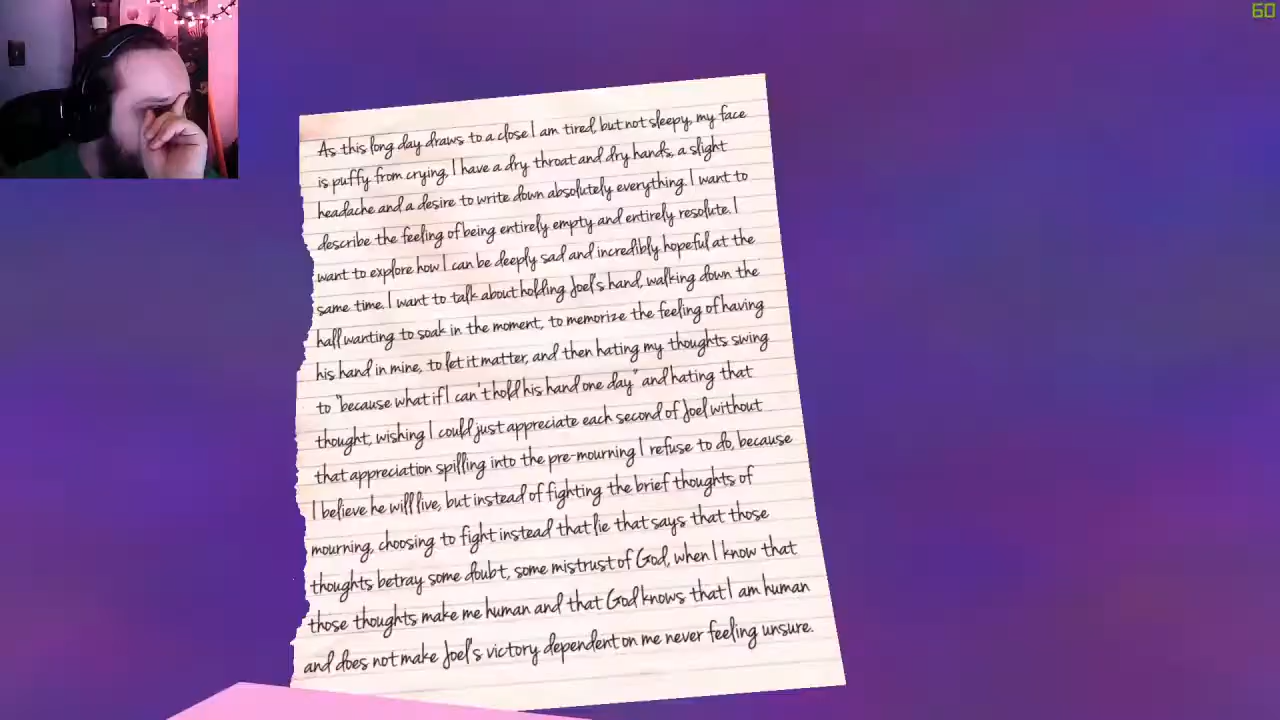 60
As this long day draws to a close I am tired, but not sleepy, my face
is puffy from crying, I have a dry throat and dry hands, a slight
headache and a desire to write down absolutely everything. I want to
describe the feeling of being entirely empty and entirely resolute. I
want to explore how I can be deeply sad and incredibly hopeful at the
same time. I want to talk about holding Joel's hand, walking down the
hall wanting to soak in the moment, to memorize the feeling of having
his hand in mine, to let it matter, and then hating my thoughts swing
to "because what if I can't hold his hand one day" and hating that
thought, wishing I could just appreciate each second of Joel without
that appreciation spilling into the pre-mourning I refuse to do, because
I believe he will live, but instead of fighting the brief thoughts of
mourning, choosing to fight instead that lie that says that those
thoughts betray some doubt, some mistrust of God, when I know that
those thoughts make me human and that God knows that I am human
and does not make Joel's victory dependent on me never feeling unsure.